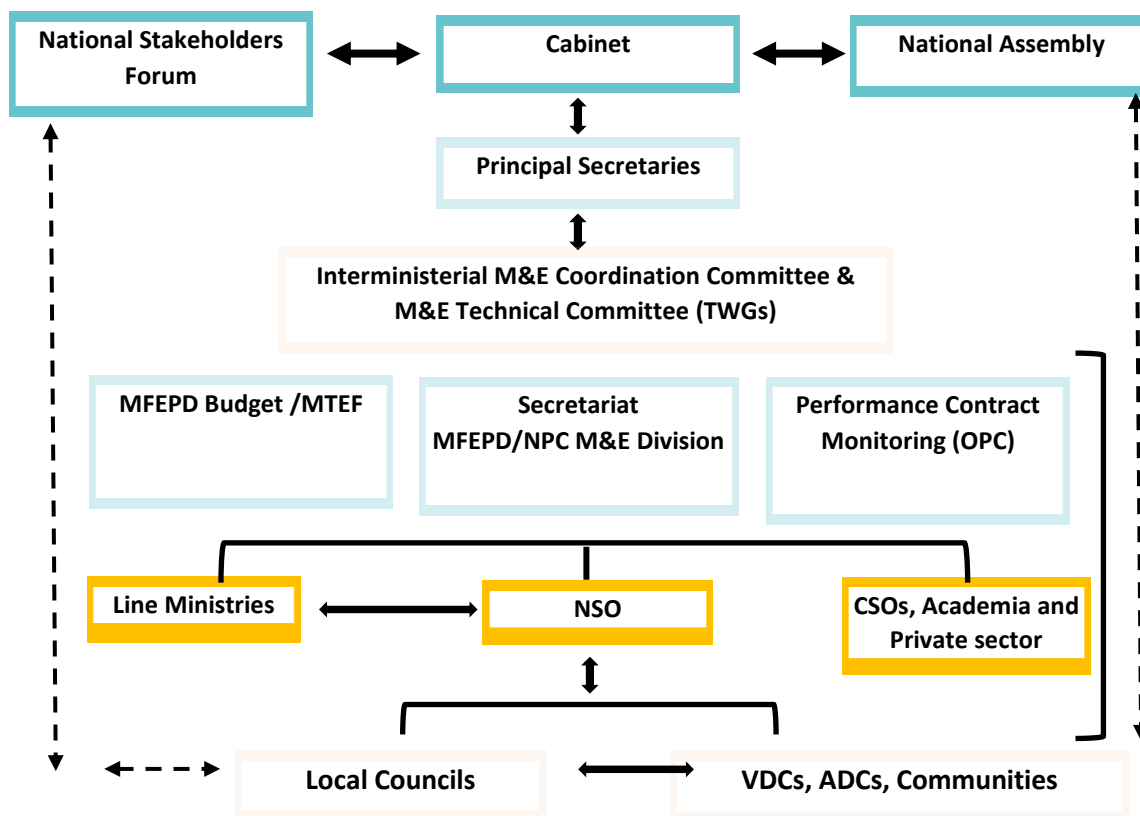 National Stakeholders
Forum
Cabinet
National Assembly
Principal Secretaries
Interministerial M&E Coordination Committee &
M&E Technical Committee (TWGs)
MFEPD Budget /MTEF
Secretariat
MFEPD/NPC M&E Division
Performance Contract
Monitoring (OPC)
Line Ministries
NSO
CSOs, Academia and
Private sector
Local Councils
VDCs, ADCs, Communities